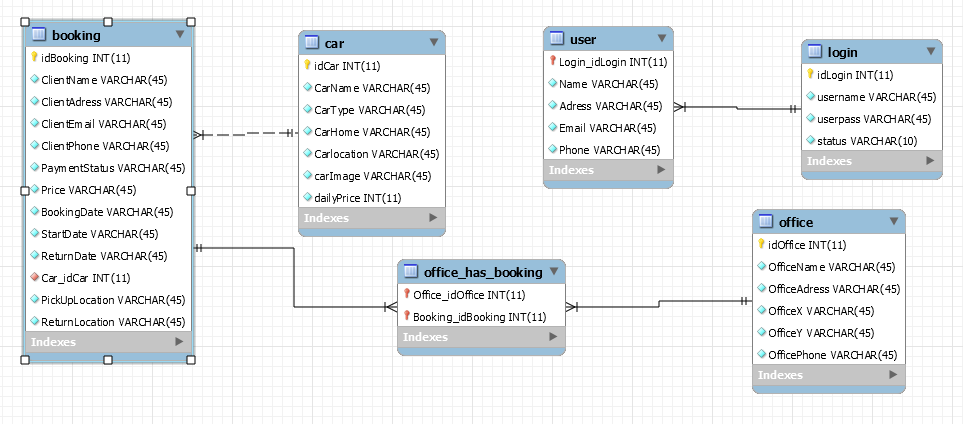 booking
idBooking INT(11)
ClientName VARCHAR(45)
ClientAdress VARCHAR(45)
ClientEmail VARCHAR(45)
ClientPhone VARCHAR(45)
PaymentStatus VARCHAR(45)
Price VARCHAR(45)
BookingDate VARCHAR(45)
StartDate VARCHAR(45)
ReturnDate VARCHAR(45)
Car_idCar INT(11)
PickUpLocation VARCHAR(45)
ReturnLocation VARCHAR(45)
Indexes
car
idCar INT(11)
CarName VARCHAR(45)
CarType VARCHAR(45)
CarHome VARCHAR(45)
Carlocation VARCHAR(45)
carImage VARCHAR(45)
dailyPrice INT(11)
Indexes
user
Login_idLogin INT(11)
Name VARCHAR(45)
Adress VARCHAR(45)
Email VARCHAR(45)
Phone VARCHAR(45)
Indexes
login
idLogin INT(11)
username VARCHAR(45)
userpass VARCHAR(45)
status VARCHAR(10)
Indexes
office_has_booking
Office_idOffice INT(11)
Booking_idBooking INT(11)
Indexes
office
idOffice INT(11)
OfficeName VARCHAR(45)
OfficeAdress VARCHAR(45)
OfficeX VARCHAR(45)
OfficeY VARCHAR(45)
OfficePhone VARCHAR(45)
Indexes